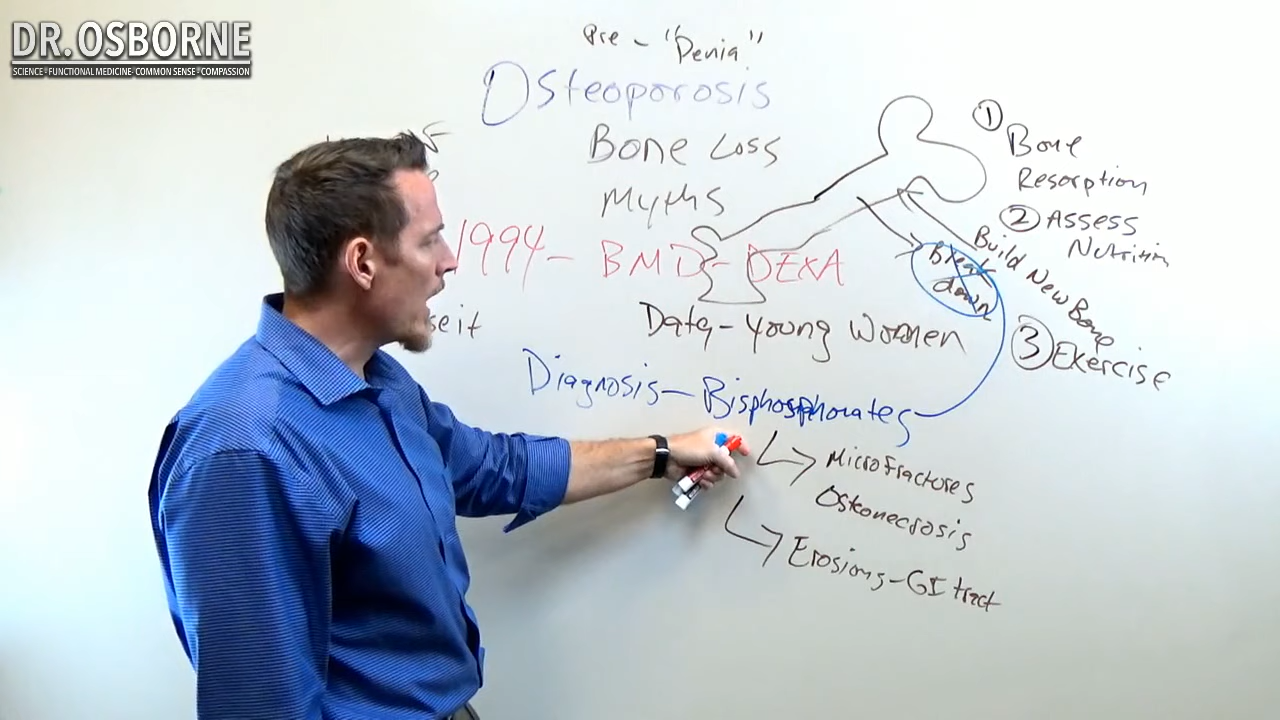 DR. OSBORNE
SCIENCE - FUNCTIONAL MEDICINE - COMMON SENSE - COMPASSION
Pre - "Penia"
Osteoporosis
Bone Loss
Myths
1994 - BMD - DEXA
Data - Young Women
Diagnosis - Bisphosphonates
Microfractures
Osteonecrosis
Erosions - GI tract
1 Bone
Resorption
2 Assess
Nutrition
3 Exercise
Build New Bone
Break
down